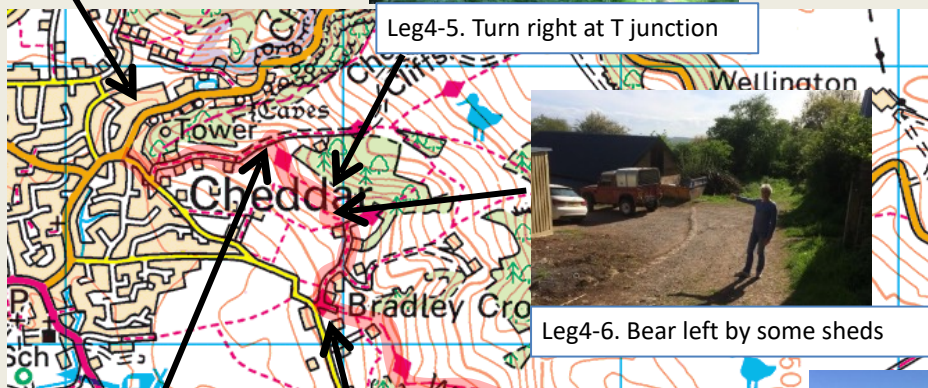 Leg4-5. Turn right at T junction
Wellington
Cliffs
Caves
Tower
Cheddar
Bradley Cro
Leg4-6. Bear left by some sheds
P
Sch